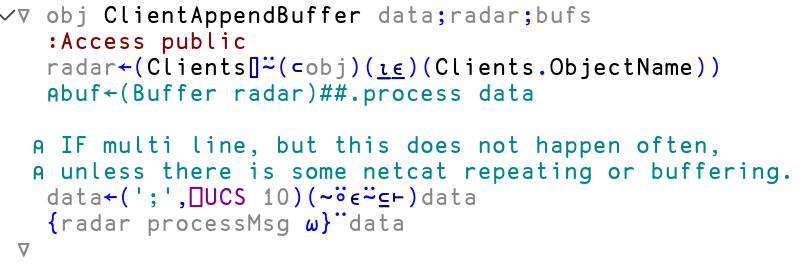 ✓∇ obj ClientAppendBuffer data;radar;bufs
:Access public
radar←(Clients⌷⍨(⊂obj)(⍸⍷)(Clients.ObjectName))
⍝buf←(Buffer radar)##.process data
⍝ IF multi line, but this does not happen often,
⍝ unless there is some netcat repeating or buffering.
data←(';',⎕UCS 10)(~⍤∊⍨⊆⊢)data
{radar processMsg ⍵}¨data
∇